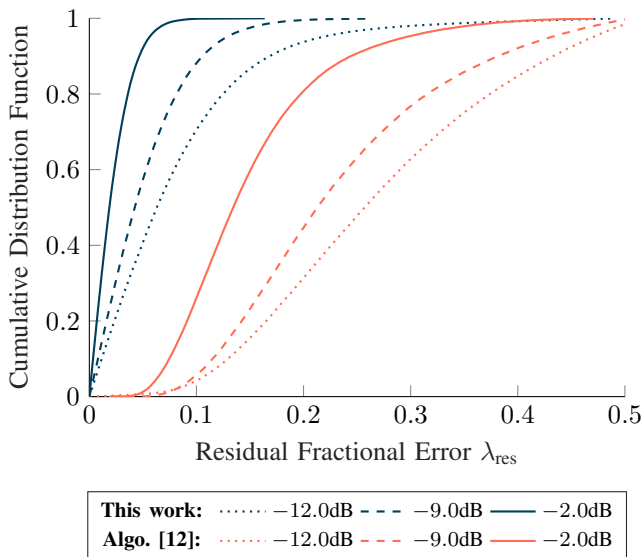 Cumulative Distribution Function
1
0.8
0.6
0.4
0.2
0
0 0.1 0.2 0.3 0.4 0.5
Residual Fractional Error λres
This work: −12.0dB −9.0dB −2.0dB
Algo. [12]: −12.0dB −9.0dB −2.0dB